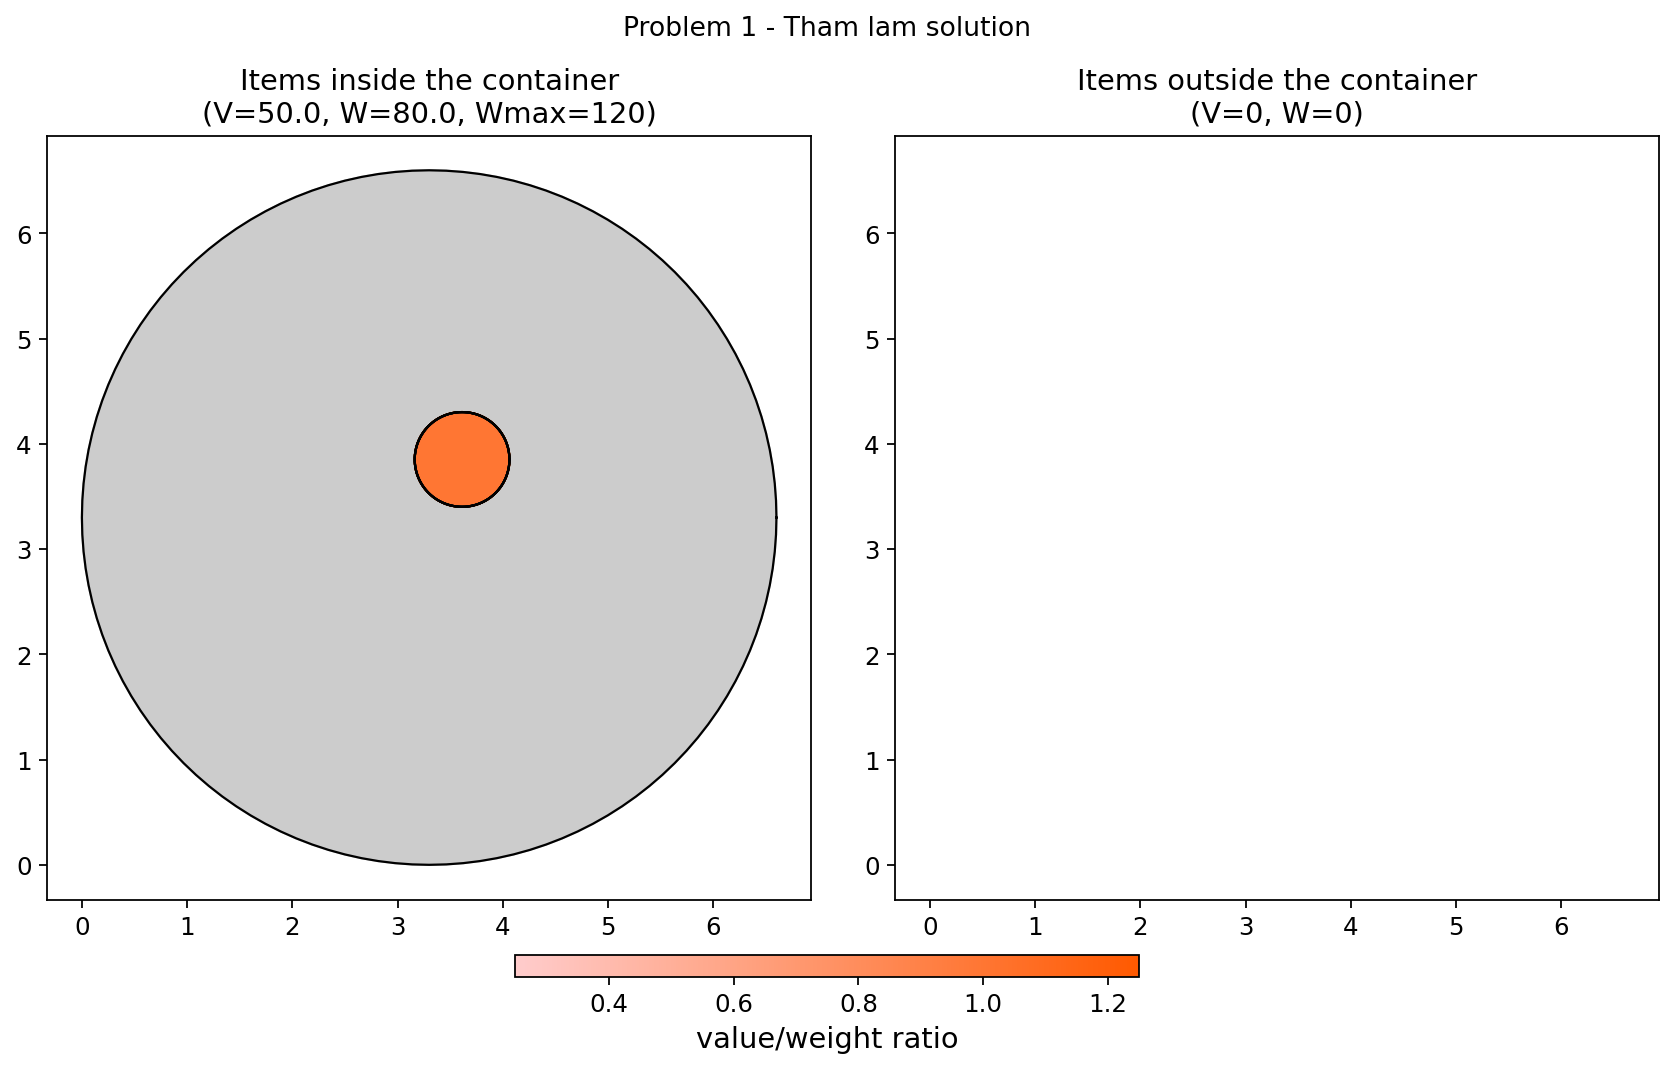 Problem 1 - Tham lam solution
Items inside the container
(V=50.0, W=80.0, Wmax=120)
6
5
4
3
2
1
0
0 1 2 3 4 5 6
Items outside the container
(V=0, W=0)
6
5
4
3
2
1
0
0 1 2 3 4 5 6
0.4 0.6 0.8 1.0 1.2
value/weight ratio